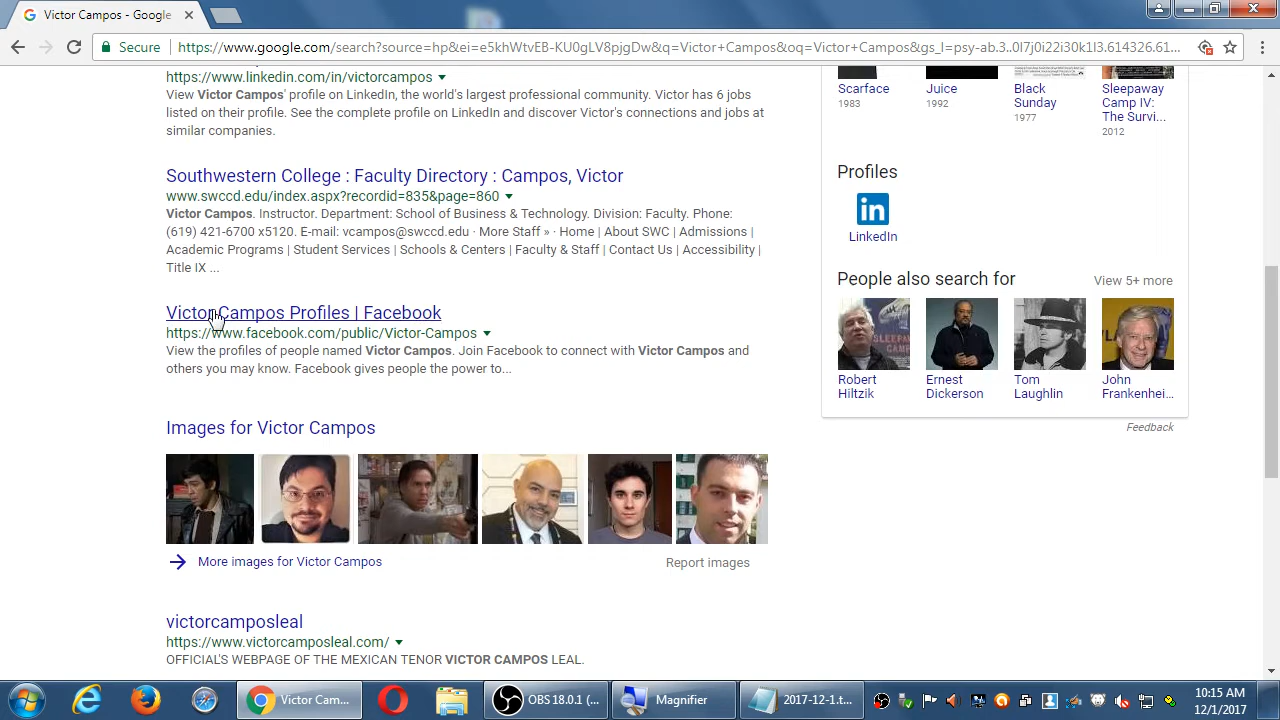 Victor Campos - Google
Secure
https://www.google.com/search?source=hp&ei=e5khWtvEB-KU0gLV8pjgDw&q=Victor+Campos&oq=Victor+Campos&gs_l=psy-ab.3..0l7j0i22i30k1l3.614326.61...
https://www.linkedin.com/in/victorcampos
View Victor Campos' profile on LinkedIn, the world's largest professional community. Victor has 6 jobs
listed on their profile. See the complete profile on LinkedIn and discover Victor's connections and jobs at
similar companies.
Southwestern College : Faculty Directory : Campos, Victor
www.swccd.edu/index.aspx?recordid=835&page=860
Victor Campos. Instructor. Department: School of Business & Technology. Division: Faculty. Phone:
(619) 421-6700 x5120. E-mail: vcampos@swccd.edu · More Staff » · Home | About SWC | Admissions |
Academic Programs | Student Services | Schools & Centers | Faculty & Staff | Contact Us | Accessibility |
Title IX ...
Victor Campos Profiles | Facebook
https://www.facebook.com/public/Victor-Campos
View the profiles of people named Victor Campos. Join Facebook to connect with Victor Campos and
others you may know. Facebook gives people the power to...
Images for Victor Campos
More images for Victor Campos
Report images
victorcamposleal
https://www.victorcamposleal.com/
OFFICIAL'S WEBPAGE OF THE MEXICAN TENOR VICTOR CAMPOS LEAL.
Scarface
1983
Juice
1992
Black
Sunday
1977
Sleepaway
Camp IV:
The Survi...
2012
Profiles
in
LinkedIn
People also search for
View 5+ more
Robert
Hiltzik
Ernest
Dickerson
Tom
Laughlin
John
Frankenhei...
Feedback
Victor Cam...
OBS 18.0.1 (...
Magnifier
2017-12-1.t...
10:15 AM
12/1/2017